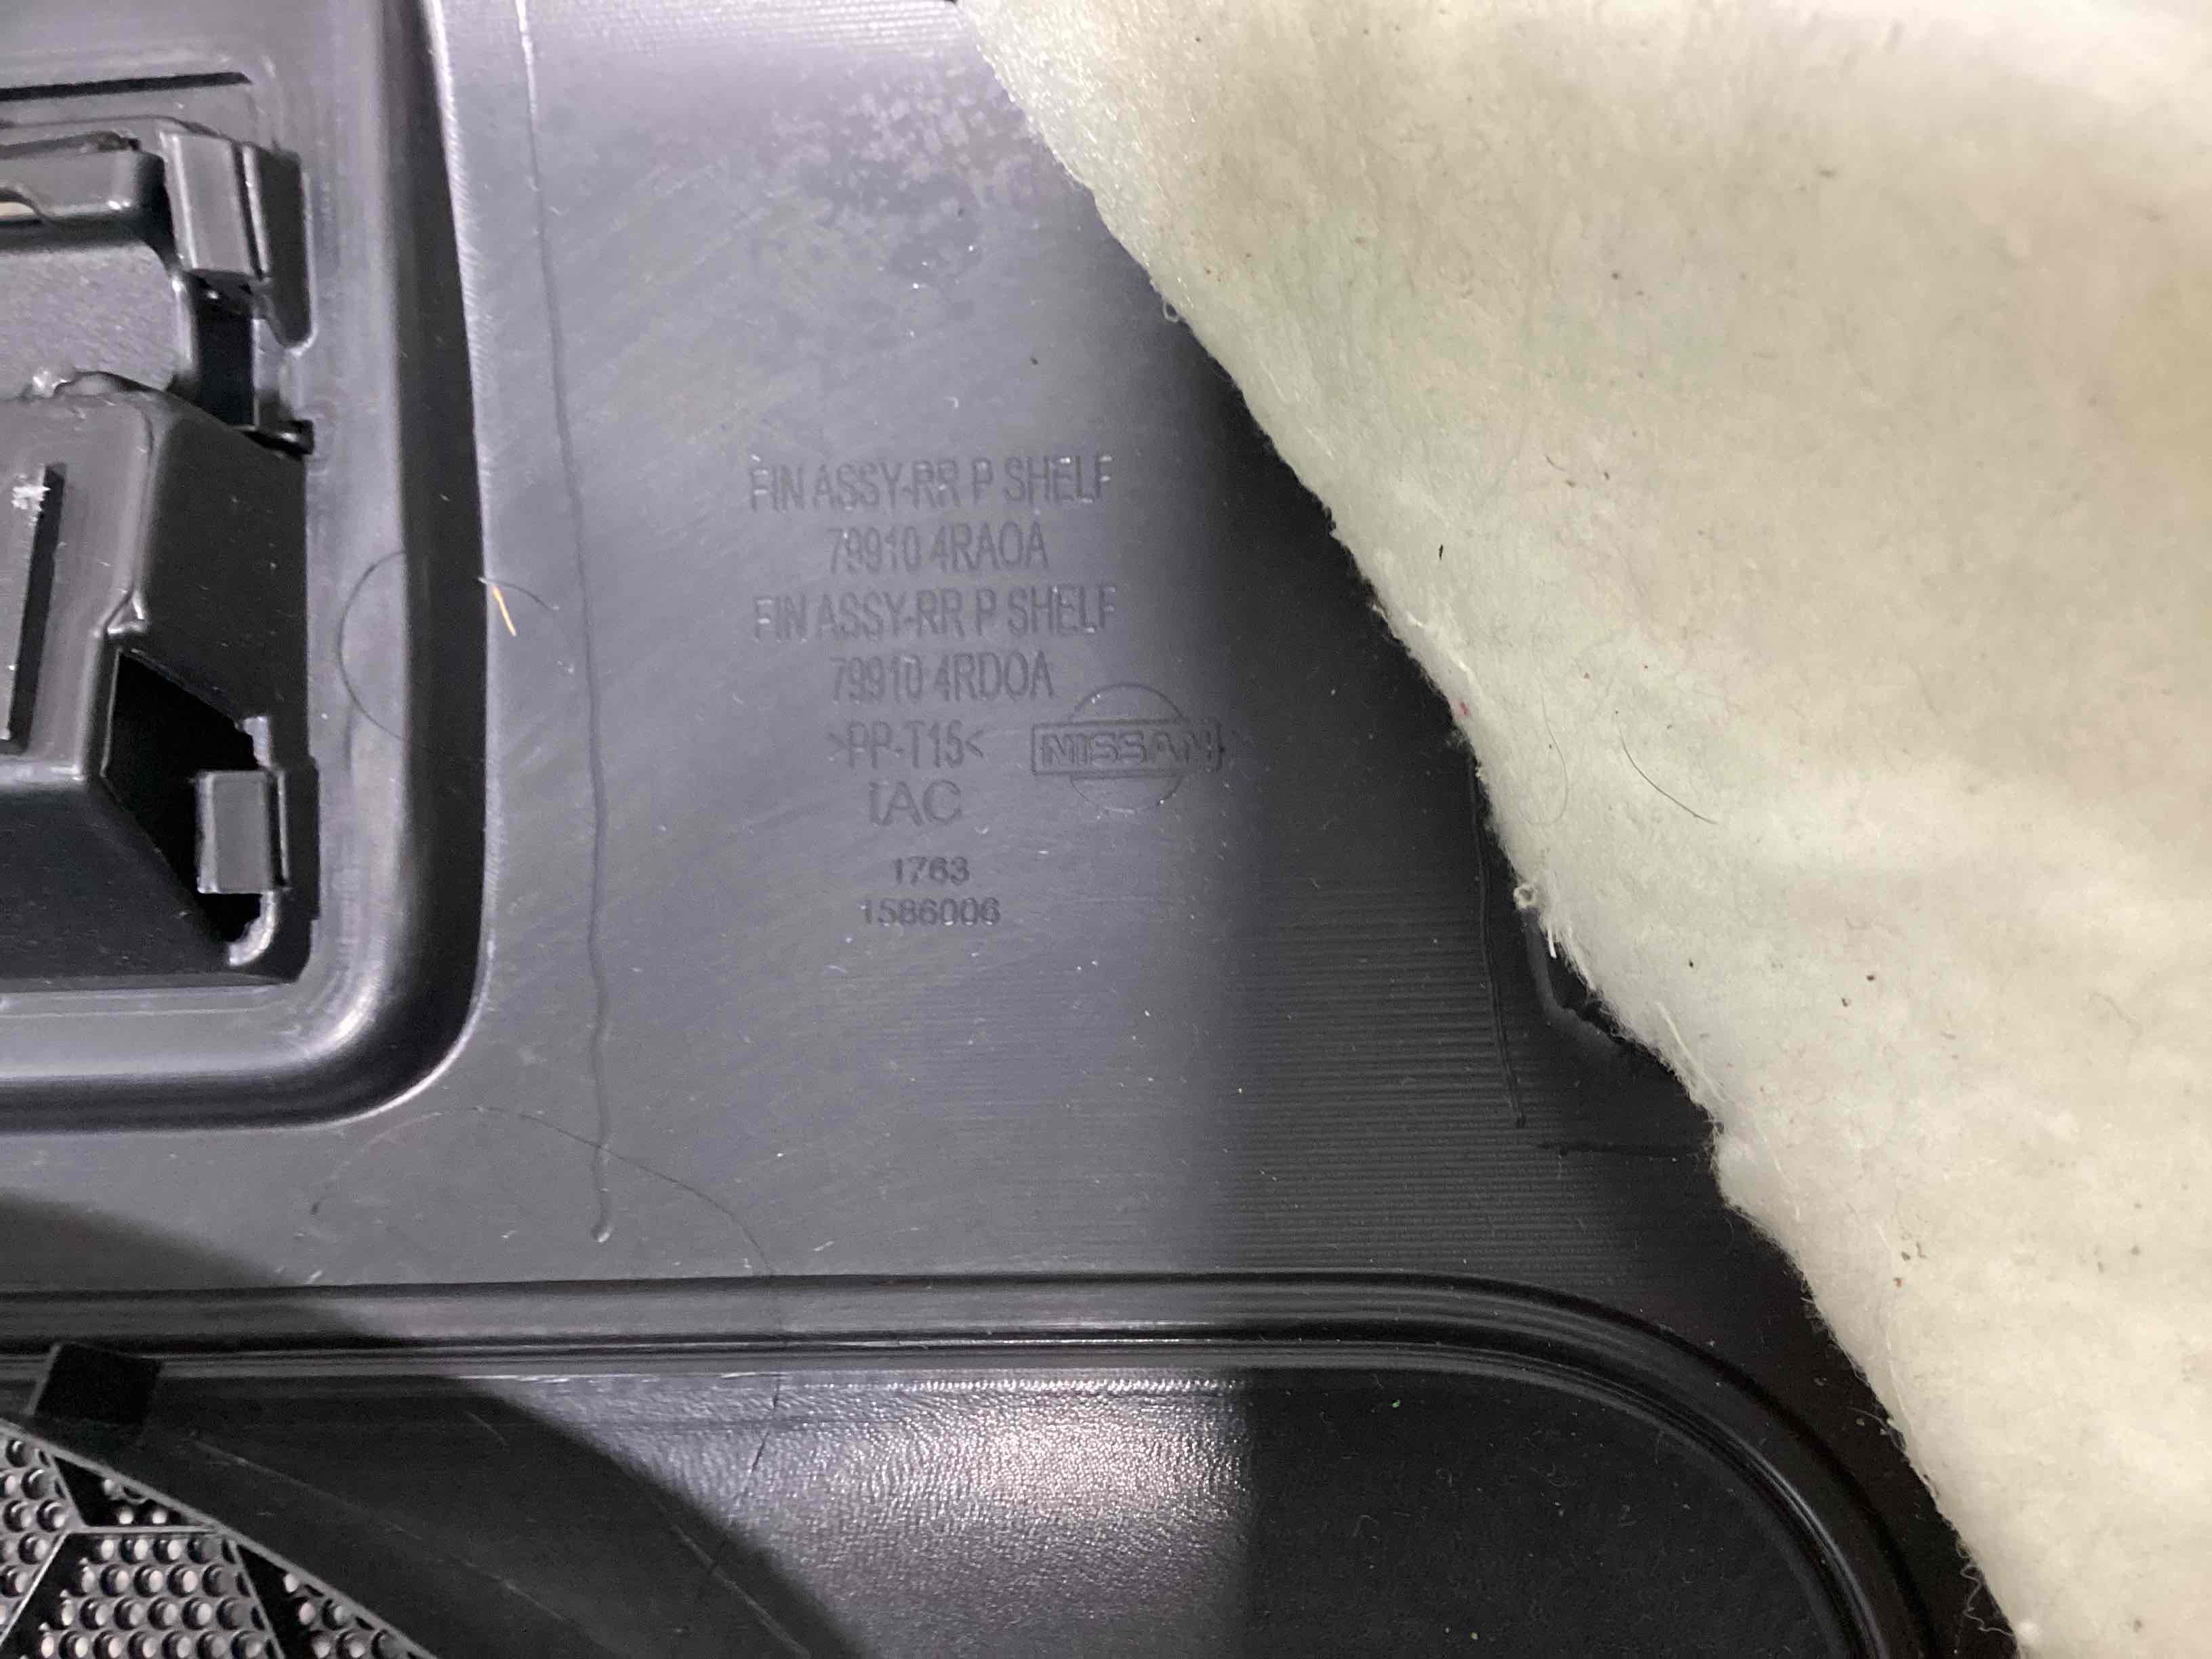 FIN ASSY-RR P SHELF
79910 4RA0A
FIN ASSY-RR P SHELF
79910 4RD0A
>PP-T15<
NISSAN
IAC
1763
1586006